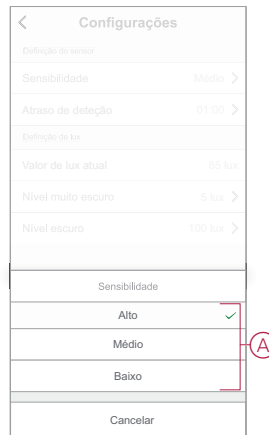 Configurações
Definição do sensor
Sensibilidade Médio
Atraso de deteção 01:00
Definição de lux
Valor de lux atual 85 lux
Nível muito escuro 5 lux
Nível escuro 100 lux
Sensibilidade
Alto
Médio
Baixo
A
Cancelar